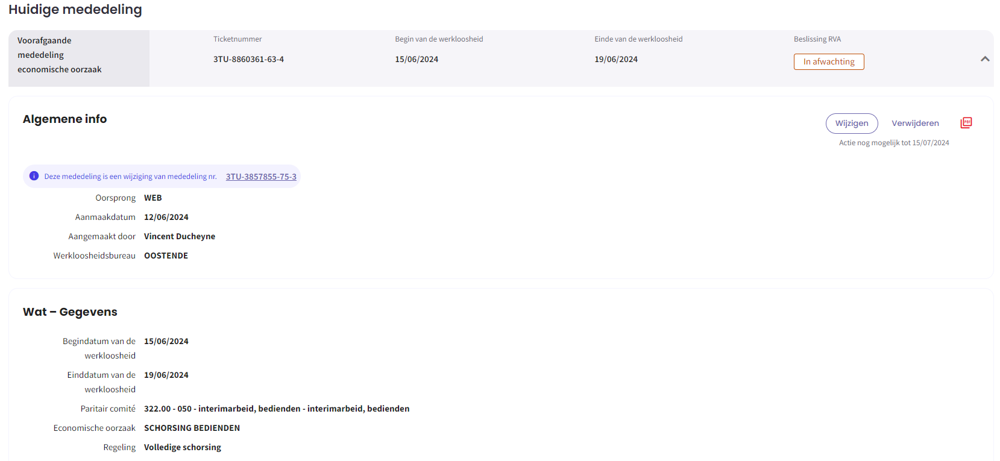 Huidige mededeling
Voorafgaande
mededeling
economische oorzaak
Ticketnummer
3TU-8860361-63-4
Begin van de werkloosheid
15/06/2024
Einde van de werkloosheid
19/06/2024
Beslissing RVA
In afwachting
Algemene info
Wijzigen
Verwijderen
PDF
Actie nog mogelijk tot 15/07/2024
Deze mededeling is een wijziging van mededeling nr. 3TU-3857855-75-3
Oorsprong WEB
Aanmaakdatum 12/06/2024
Aangemaakt door Vincent Ducheyne
Werkloosheidsbureau OOSTENDE
Wat – Gegevens
Begindatum van de 15/06/2024
werkloosheid
Einddatum van de 19/06/2024
werkloosheid
Paritair comité 322.00 - 050 - interimarbeid, bedienden - interimarbeid, bedienden
Economische oorzaak SCHORSING BEDIENDEN
Regeling Volledige schorsing